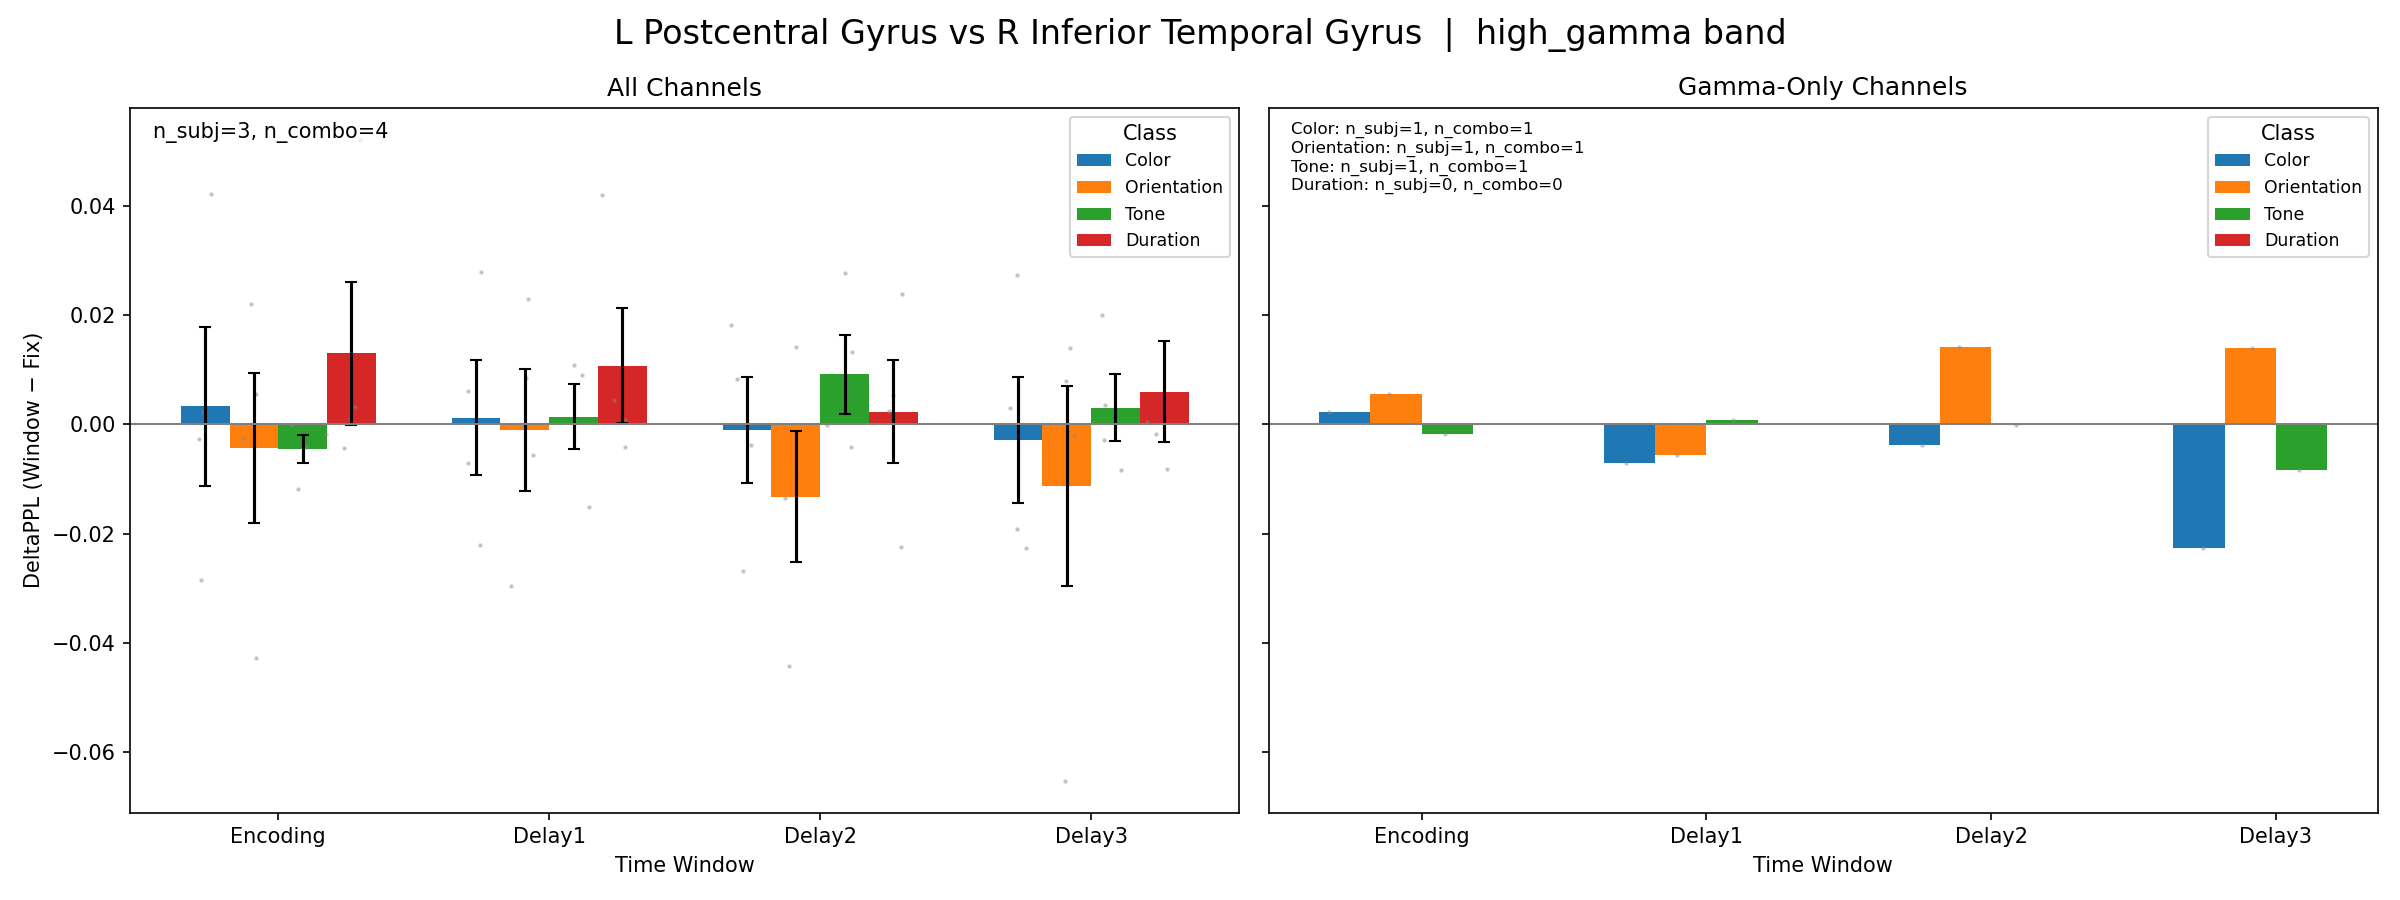 L Postcentral Gyrus vs R Inferior Temporal Gyrus | high_gamma band
All Channels
n_subj=3, n_combo=4
Class
Color
Orientation
Tone
Duration
DeltaPPL (Window − Fix)
0.04
0.02
0.00
−0.02
−0.04
−0.06
Encoding
Delay1
Delay2
Delay3
Time Window
Gamma-Only Channels
Color: n_subj=1, n_combo=1
Orientation: n_subj=1, n_combo=1
Tone: n_subj=1, n_combo=1
Duration: n_subj=0, n_combo=0
Class
Color
Orientation
Tone
Duration
Encoding
Delay1
Delay2
Delay3
Time Window